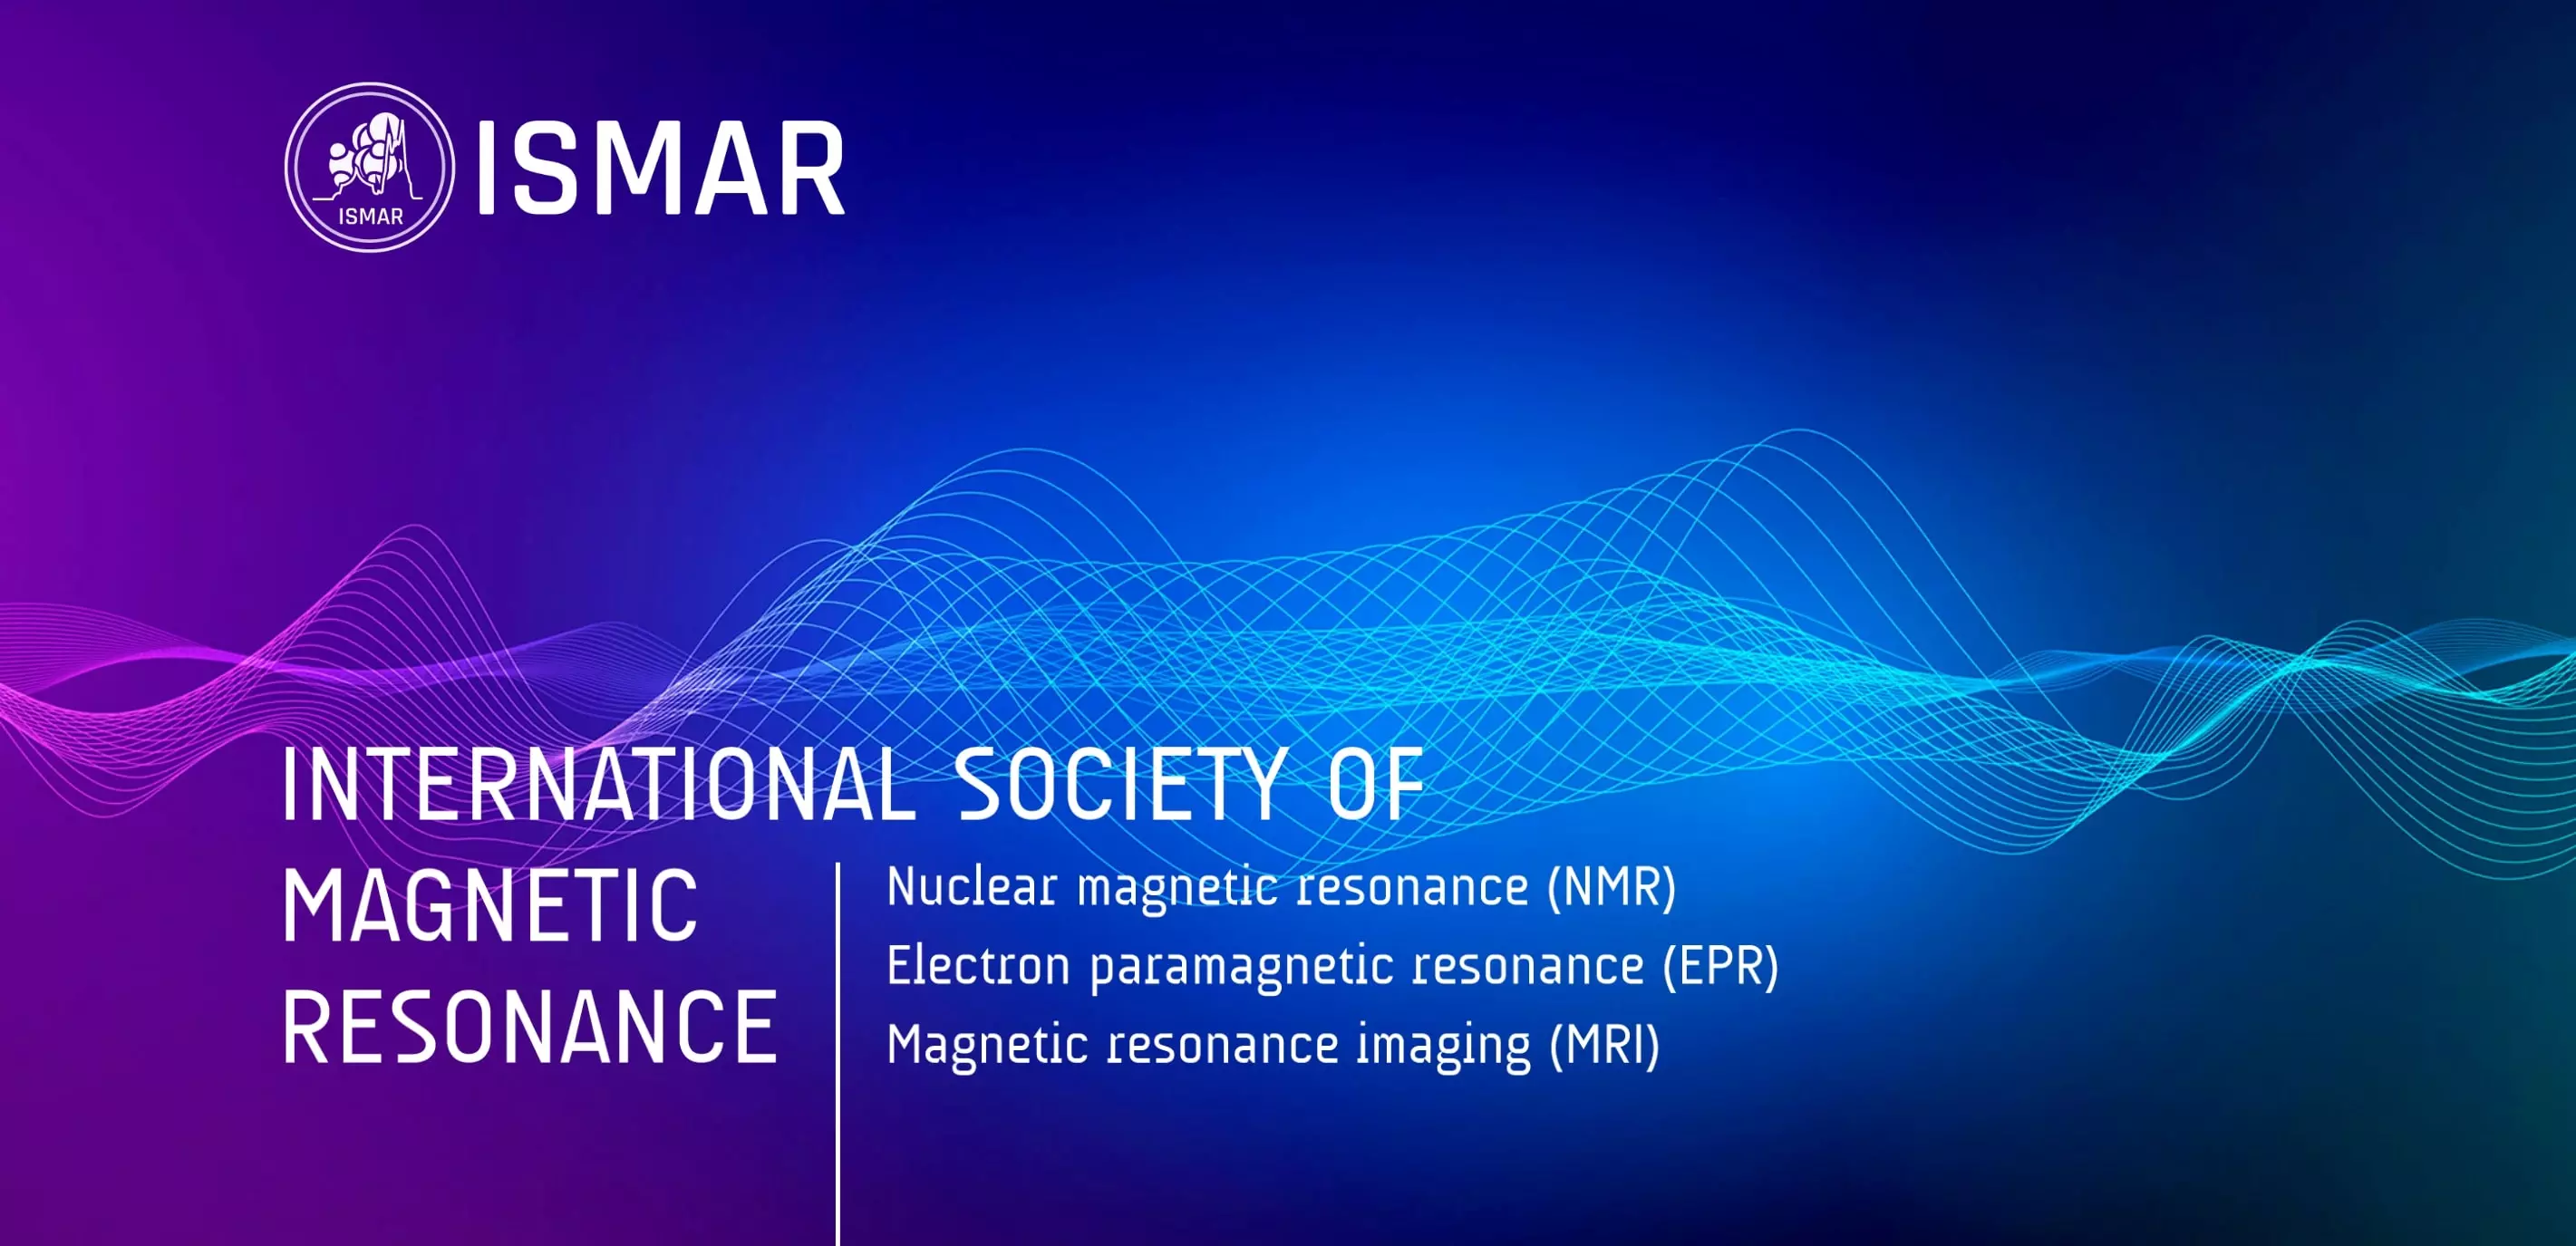 ISMAR
ISMAR
INTERNATIONAL SOCIETY OF
MAGNETIC
RESONANCE
Nuclear magnetic resonance (NMR)
Electron paramagnetic resonance (EPR)
Magnetic resonance imaging (MRI)